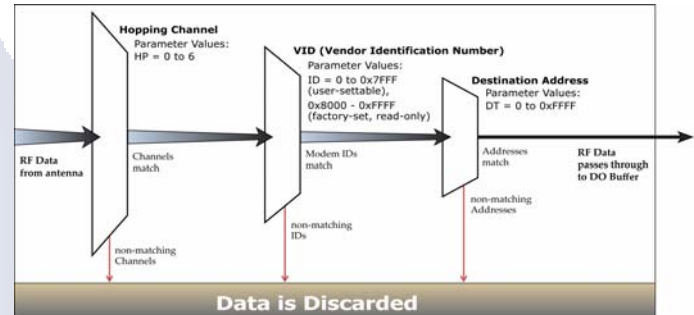 Hopping Channel
Parameter Values:
HP = 0 to 6
VID (Vendor Identification Number)
Parameter Values:
ID = 0 to 0x7FFF
(user-settable),
0x8000 - 0xFFFF
(factory-set, read-only)
Destination Address
Parameter Values:
DT = 0 to 0xFFFF
RF Data
from antenna
Channels
match
Modem IDs
match
Addresses
match
RF Data
passes through
to DO Buffer
non-matching
Channels
non-matching
IDs
non-matching
Addresses
Data is Discarded